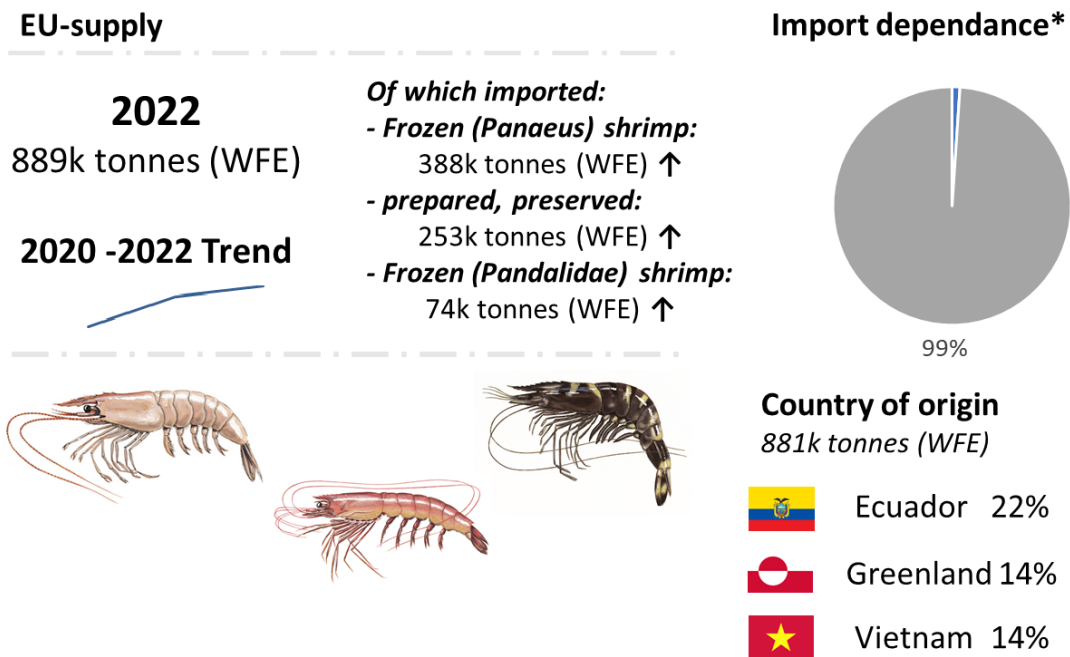 EU-supply
2022
889k tonnes (WFE)
2020 -2022 Trend
Of which imported:
- Frozen (Panaeus) shrimp:
388k tonnes (WFE) ↑
- prepared, preserved:
253k tonnes (WFE) ↑
- Frozen (Pandalidae) shrimp:
74k tonnes (WFE) ↑
Import dependance*
99%
Country of origin
881k tonnes (WFE)
Ecuador 22%
Greenland 14%
Vietnam 14%